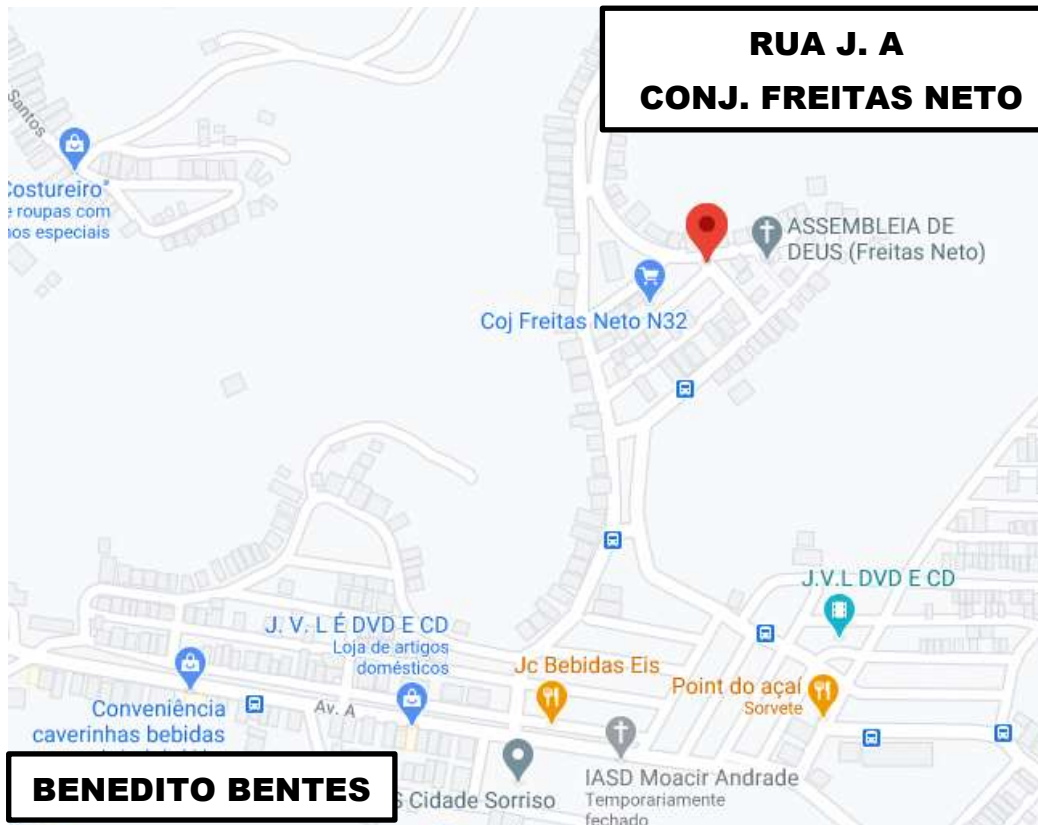 RUA J. A
CONJ. FREITAS NETO
Santos
Costureiro"
e roupas com
nos especiais
ASSEMBLEIA DE
DEUS (Freitas Neto)
Coj Freitas Neto N32
J.V.L DVD E CD
J. V. L É DVD E CD
Loja de artigos
domésticos
Jc Bebidas Eis
Point do açaí
Sorvete
Conveniência
caverinhas bebidas
Av. A
IASD Moacir Andrade
Temporariamente
fechado
S Cidade Sorriso
BENEDITO BENTES